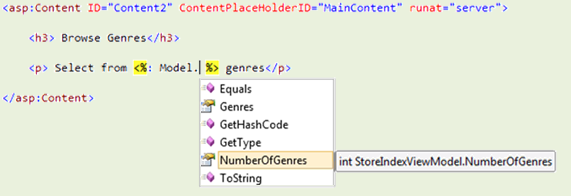 <asp:Content ID="Content2" ContentPlaceHolderID="MainContent" runat="server">
<h3> Browse Genres</h3>
<p> Select from <%: Model. %> genres</p>
Equals
Genres
GetHashCode
GetType
NumberOfGenres
int StoreIndexViewModel.NumberOfGenres
ToString
</asp:Content>